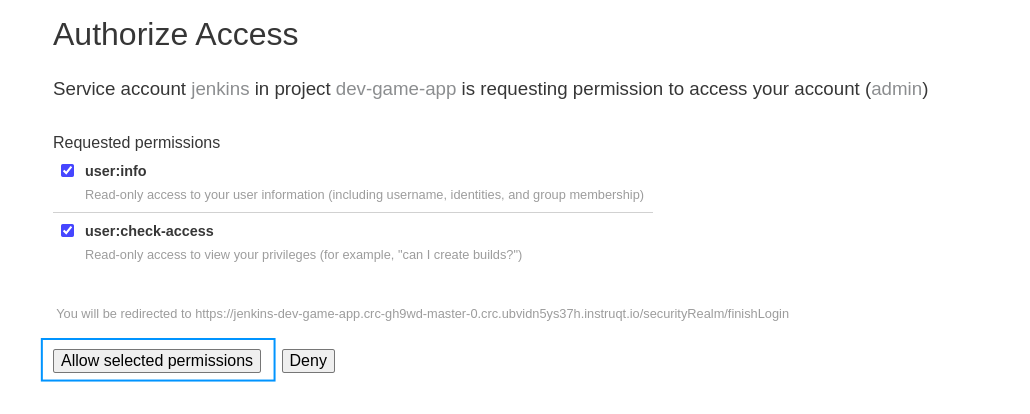 Authorize Access
Service account jenkins in project dev-game-app is requesting permission to access your account (admin)
Requested permissions
user:info
Read-only access to your user information (including username, identities, and group membership)
user:check-access
Read-only access to view your privileges (for example, "can I create builds?")
You will be redirected to https://jenkins-dev-game-app.crc-gh9wd-master-0.crc.ubvidn5ys37h.instruqt.io/securityRealm/finishLogin
Allow selected permissions Deny